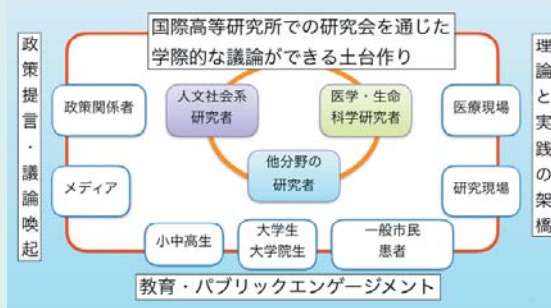 国際高等研究所での研究会を通じた
学際的な議論ができる土台作り
政策提言・議論喚起
理論と実践の架橋
政策関係者
人文社会系
研究者
医学・生命
科学研究者
医療現場
他分野の
研究者
メディア
研究現場
小中高生
大学生
大学院生
一般市民
患者
教育・パブリックエンゲージメント